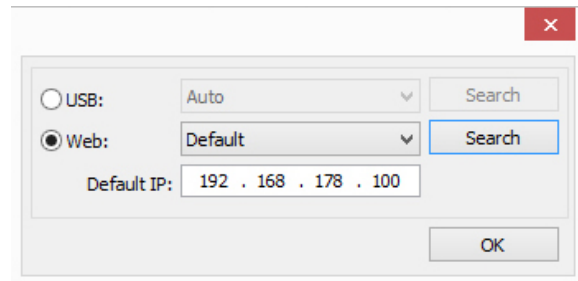 USB: Auto Search
Web: Default Search
Default IP: 192 . 168 . 178 . 100
OK